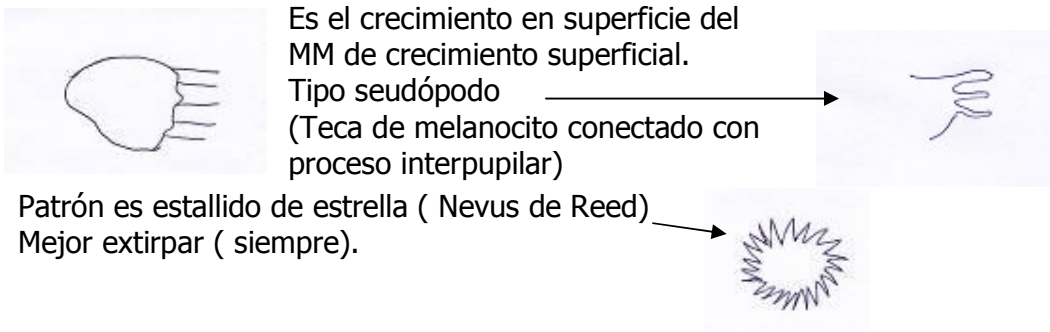 Es el crecimiento en superficie del
MM de crecimiento superficial.
Tipo seudópodo
(Teca de melanocito conectado con
proceso interpupilar)
Patrón es estallido de estrella ( Nevus de Reed)
Mejor extirpar ( siempre).